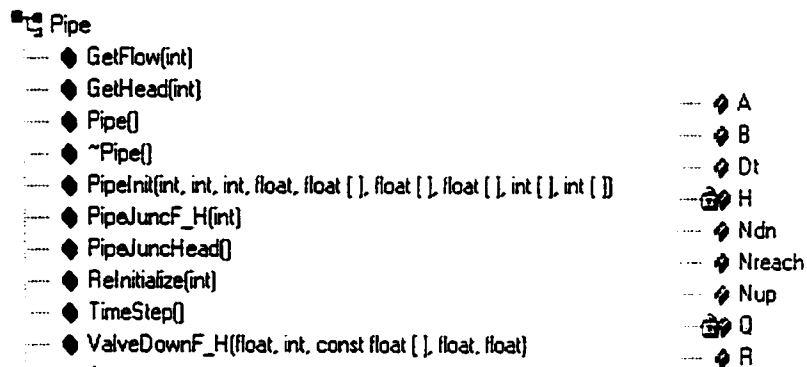 Pipe
GetFlow(int)
GetHead(int)
Pipe()
~Pipe()
PipeInit(int, int, int, float, float [ ], float [ ], float [ ], int [ ], int [ ])
PipeJuncF_H(int)
PipeJuncHead()
ReInitialize(int)
TimeStep()
ValveDownF_H(float, int, const float [ ], float, float)
A
B
Dt
H
Ndn
Nreach
Nup
Q
R